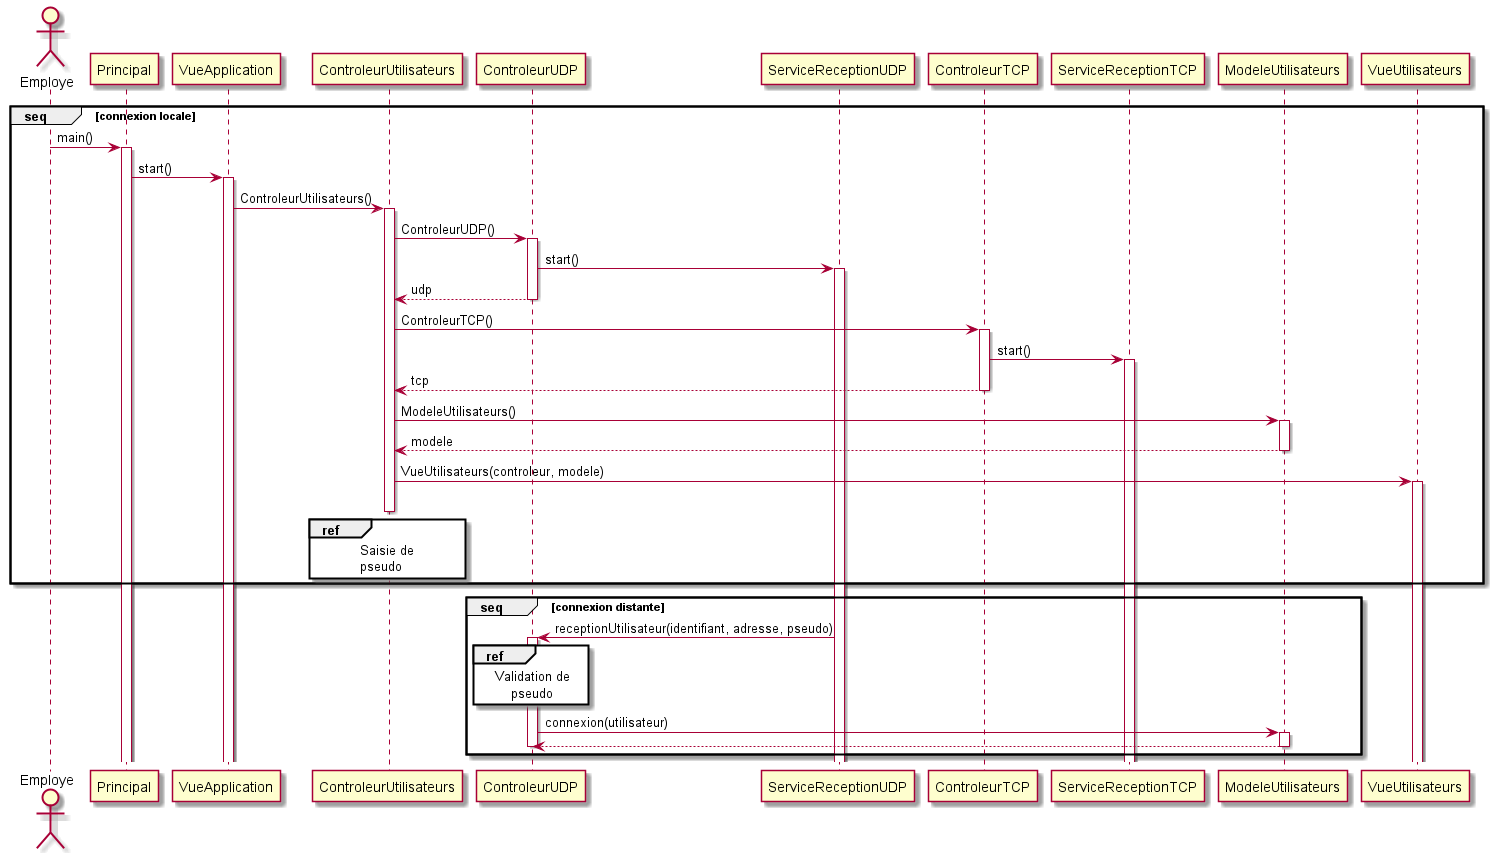 Employe
Principal
VueApplication
ControleurUtilisateurs
ControleurUDP
ServiceReceptionUDP
ControleurTCP
ServiceReceptionTCP
ModeleUtilisateurs
VueUtilisateurs
seq [connexion locale]
main()
start()
ControleurUtilisateurs()
ControleurUDP()
start()
udp
ControleurTCP()
start()
tcp
ModeleUtilisateurs()
modele
VueUtilisateurs(controleur, modele)
ref
Saisie de
pseudo
seq [connexion distante]
receptionUtilisateur(identifiant, adresse, pseudo)
ref
Validation de
pseudo
connexion(utilisateur)
Employe
Principal
VueApplication
ControleurUtilisateurs
ControleurUDP
ServiceReceptionUDP
ControleurTCP
ServiceReceptionTCP
ModeleUtilisateurs
VueUtilisateurs